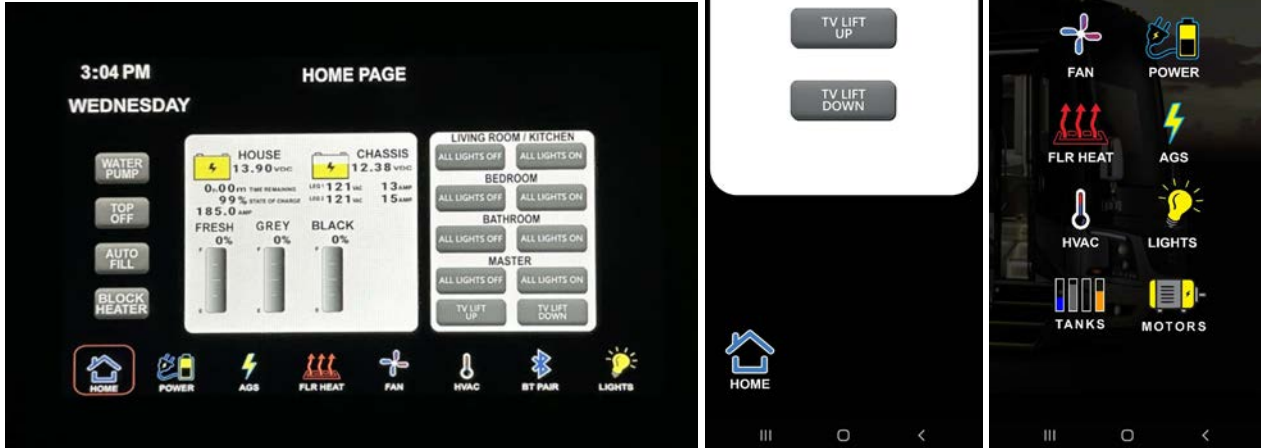 3:04 PM
HOME PAGE
WEDNESDAY
WATER
PUMP
TOP
OFF
AUTO
FILL
BLOCK
HEATER
HOUSE
13.90 VDC
CHASSIS
12.38 VDC
0h00m TIME REMAINING
99% STATE OF CHARGE
185.0 AMP
LEG 1 121 VAC 13 AMP
LEG 2 121 VAC 15 AMP
FRESH GREY BLACK
0% 0% 0%
F F F
E E E
LIVING ROOM / KITCHEN
ALL LIGHTS OFF ALL LIGHTS ON
BEDROOM
ALL LIGHTS OFF ALL LIGHTS ON
BATHROOM
ALL LIGHTS OFF ALL LIGHTS ON
MASTER
ALL LIGHTS OFF ALL LIGHTS ON
TV LIFT
UP
TV LIFT
DOWN
HOME POWER AGS FLR HEAT FAN HVAC BT PAIR LIGHTS
TV LIFT
UP
TV LIFT
DOWN
HOME
FAN POWER
FLR HEAT AGS
HVAC LIGHTS
TANKS MOTORS